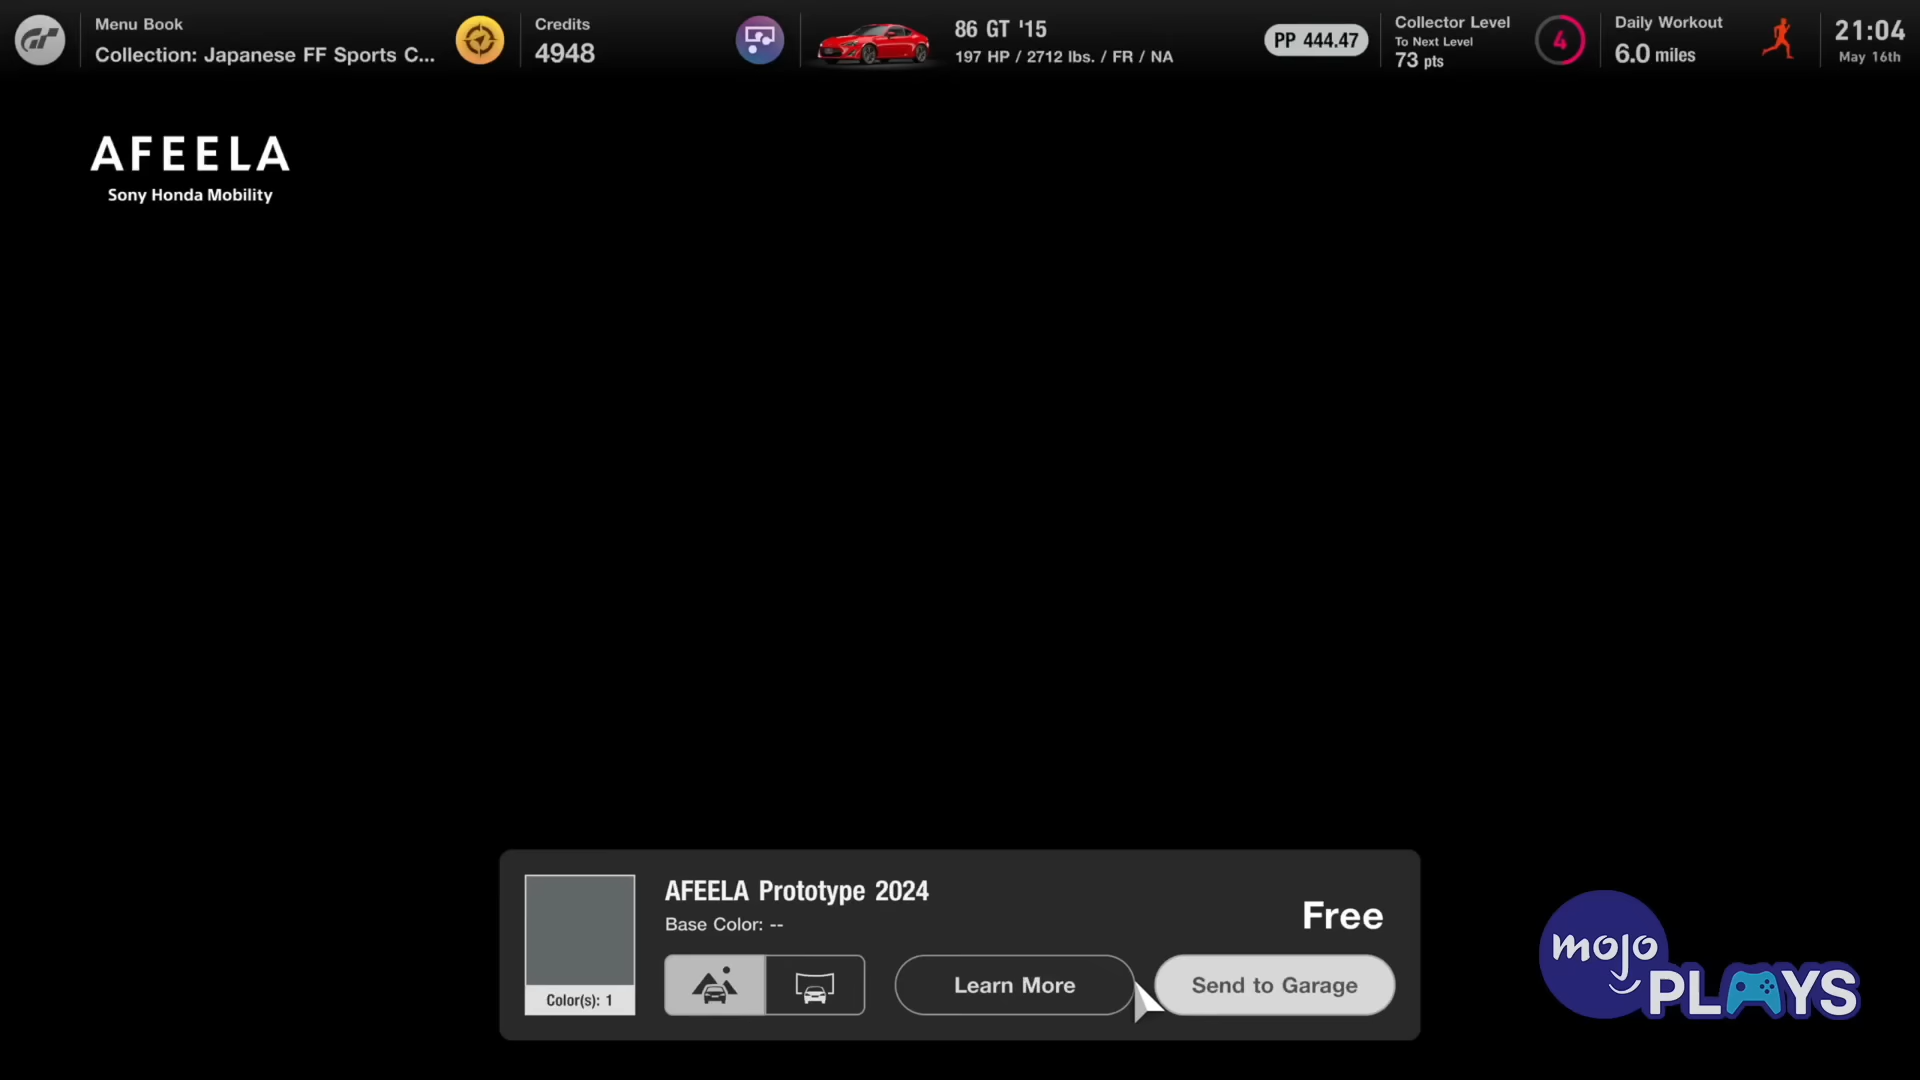 Menu Book
Collection: Japanese FF Sports C...
Credits
4948
86 GT '15
197 HP / 2712 lbs. / FR / NA
PP 444.47
Collector Level
To Next Level
73 pts
4
Daily Workout
6.0 miles
21:04
May 16th
AFEELA
Sony Honda Mobility
AFEELA Prototype 2024
Base Color: --
Free
Color(s): 1
Learn More
Send to Garage
mojo
PLAYS